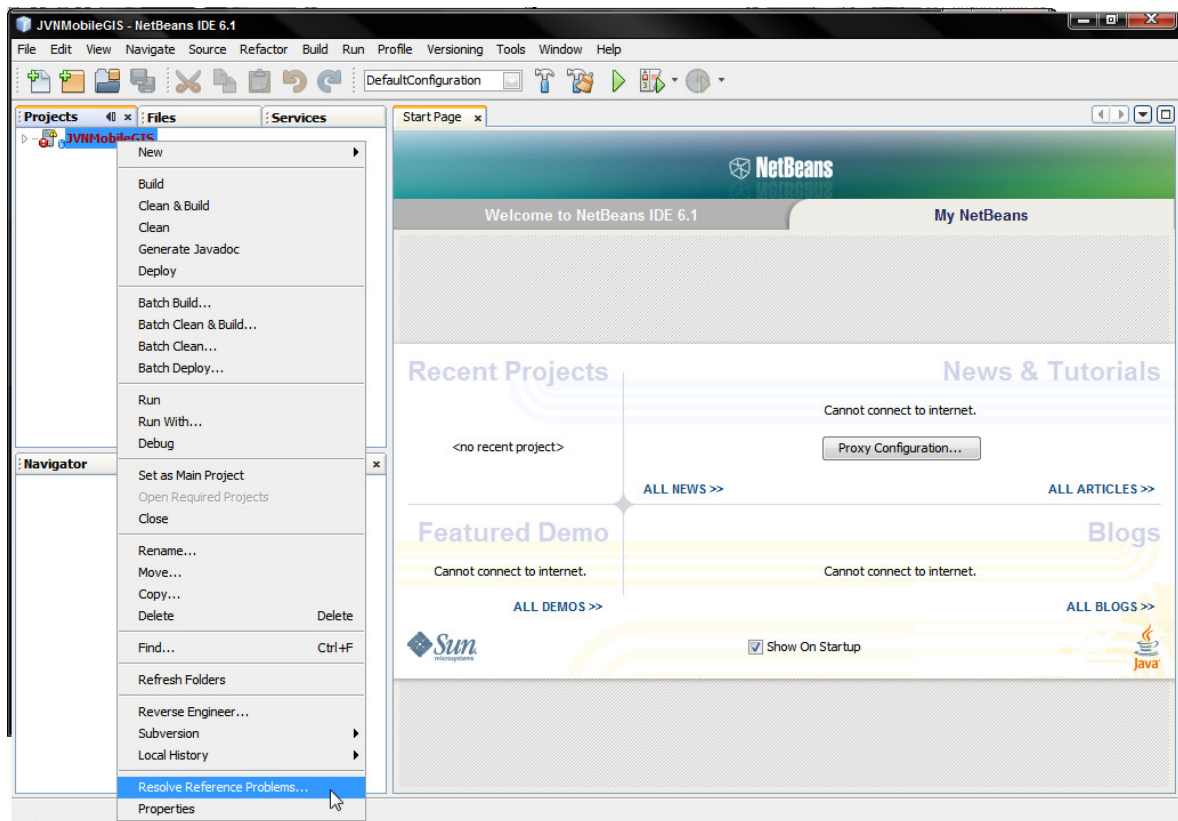 JVNMobileGIS - NetBeans IDE 6.1
File Edit View Navigate Source Refactor Build Run Profile Versioning Tools Window Help
DefaultConfiguration
Projects Files Services
JVNMobileGIS
New
Build
Clean & Build
Clean
Generate Javadoc
Deploy
Batch Build...
Batch Clean & Build...
Batch Clean...
Batch Deploy...
Run
Run With...
Debug
Set as Main Project
Open Required Projects
Close
Rename...
Move...
Copy...
Delete Delete
Find... Ctrl+F
Refresh Folders
Reverse Engineer...
Subversion
Local History
Resolve Reference Problems...
Properties
Navigator
Start Page
NetBeans
Welcome to NetBeans IDE 6.1
My NetBeans
Recent Projects
<no recent project>
News & Tutorials
Cannot connect to internet.
Proxy Configuration...
ALL NEWS >>
ALL ARTICLES >>
Featured Demo
Cannot connect to internet.
ALL DEMOS >>
Blogs
Cannot connect to internet.
ALL BLOGS >>
Sun
microsystems
Show On Startup
Java